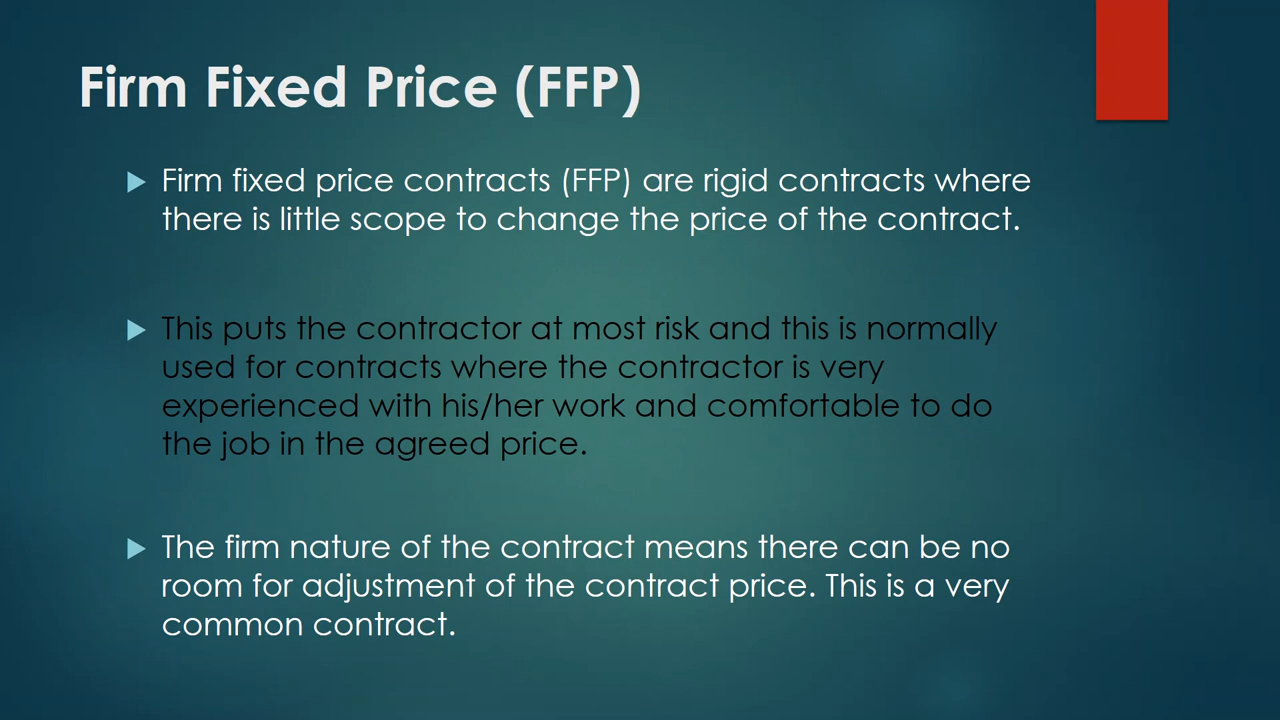 Firm Fixed Price (FFP)
Firm fixed price contracts (FFP) are rigid contracts where
there is little scope to change the price of the contract.
This puts the contractor at most risk and this is normally
used for contracts where the contractor is very
experienced with his/her work and comfortable to do
the job in the agreed price.
The firm nature of the contract means there can be no
room for adjustment of the contract price. This is a very
common contract.